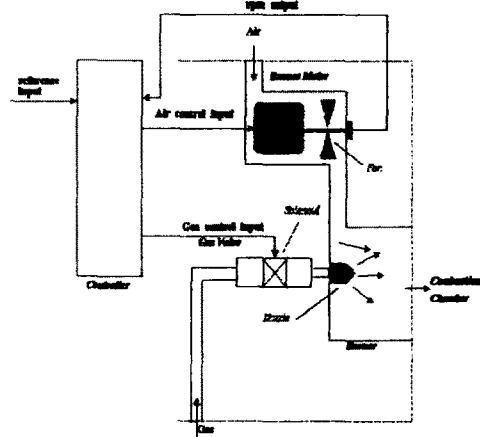 rpm output
Air
Burner Motor
reference
Input
Air control Input
Fan
Gas control Input
Solenoid
Gas Valve
Controller
Combustion
Chamber
Nozzle
Burner
Gas